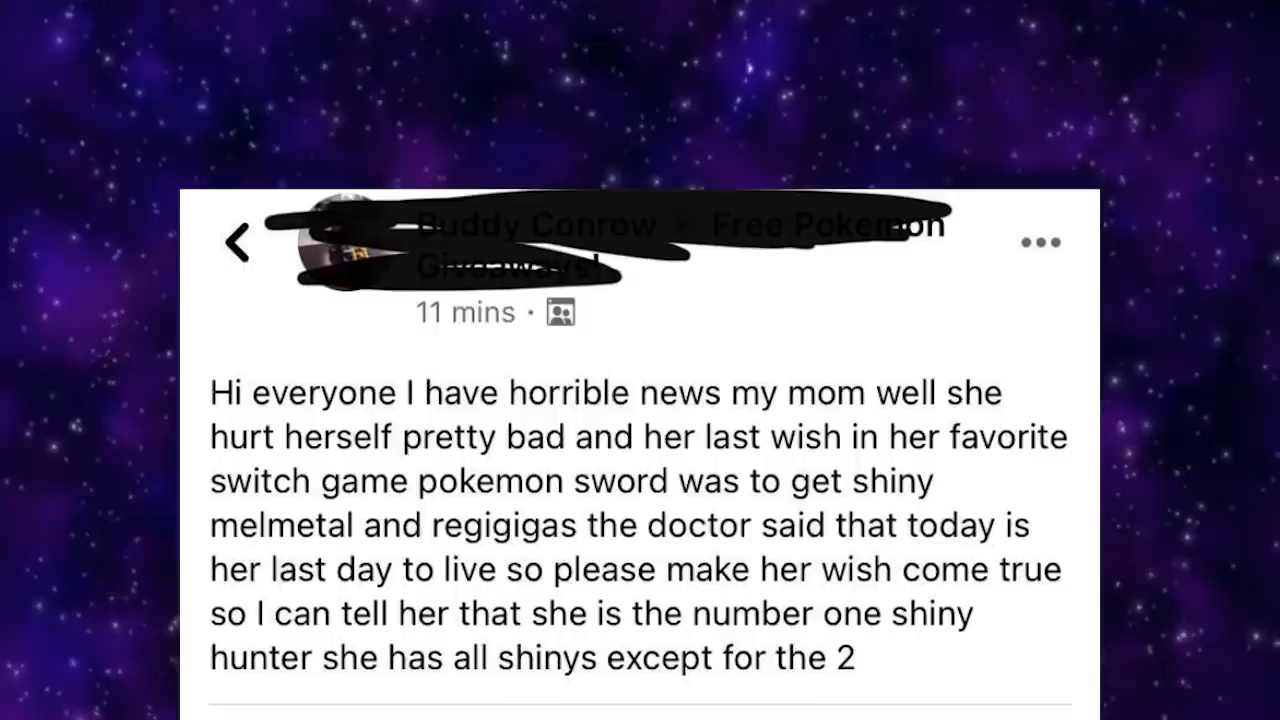 Buddy Conrow Free Pokemon
Giveaways!
11 mins ·
Hi everyone I have horrible news my mom well she
hurt herself pretty bad and her last wish in her favorite
switch game pokemon sword was to get shiny
melmetal and regigigas the doctor said that today is
her last day to live so please make her wish come true
so I can tell her that she is the number one shiny
hunter she has all shinys except for the 2